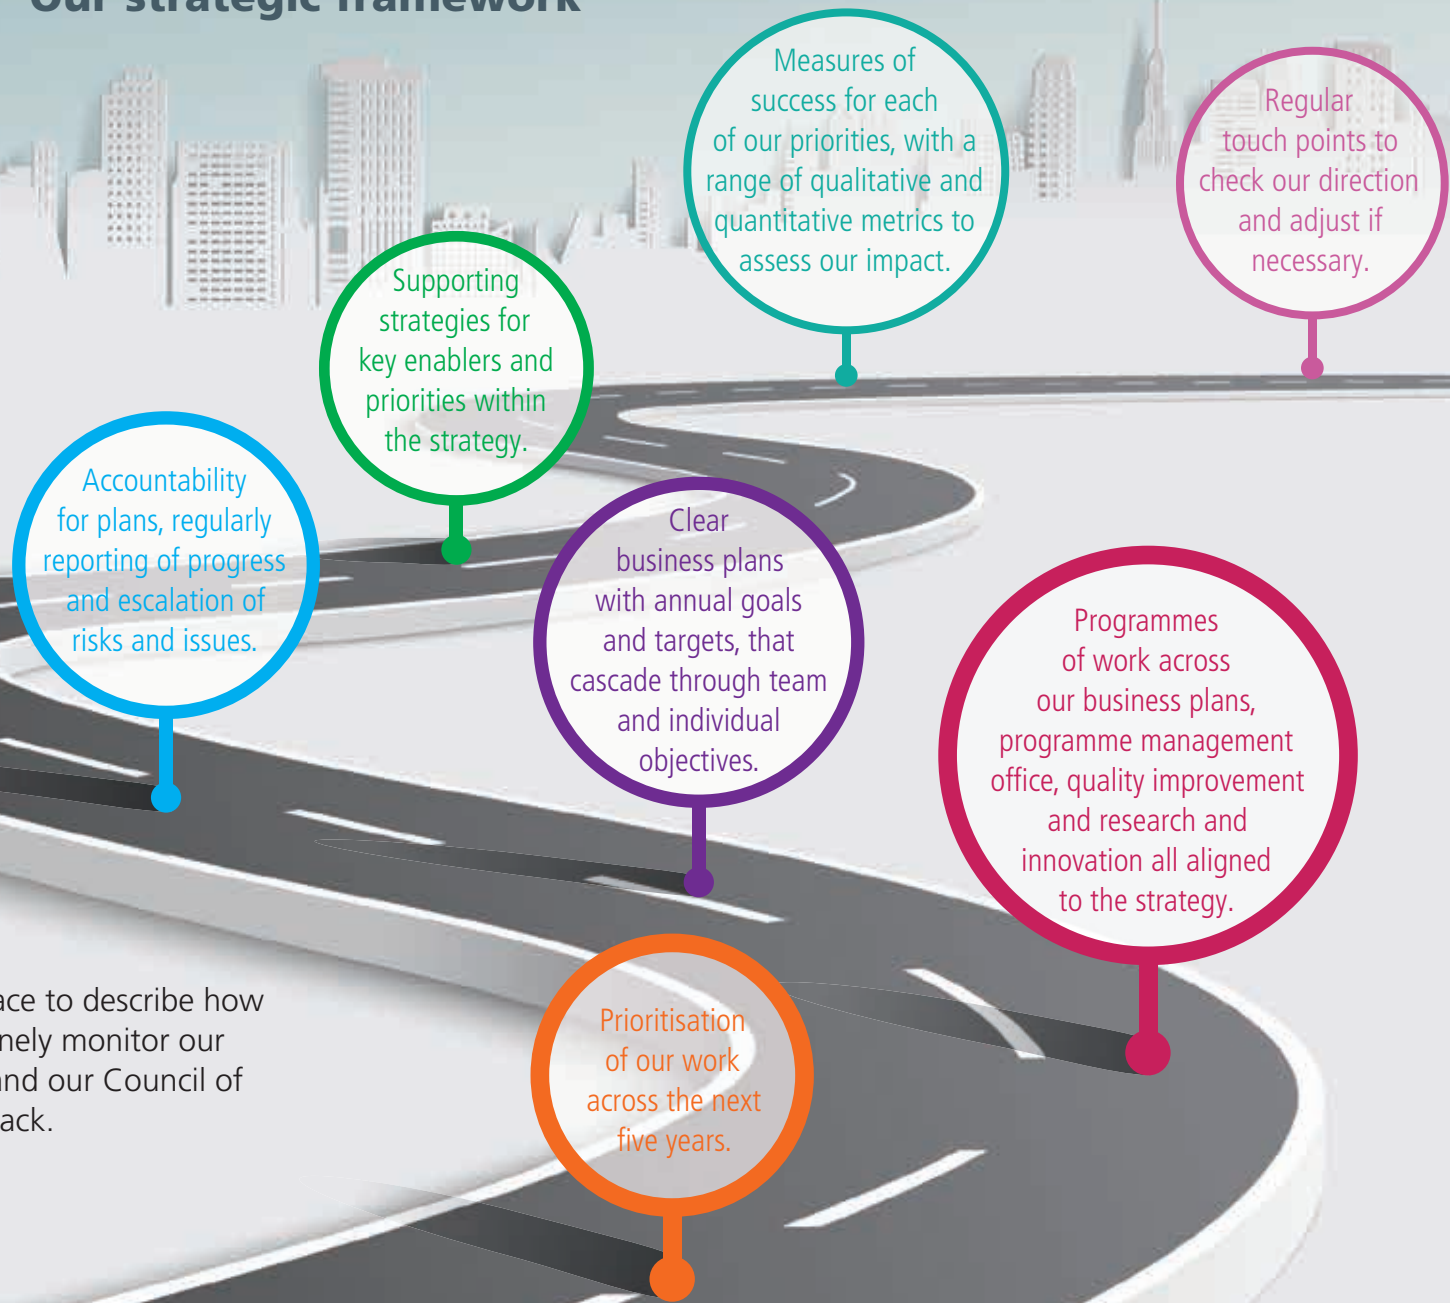 Our strategic framework
Measures of
success for each
of our priorities, with a
range of qualitative and
quantitative metrics to
assess our impact.
Regular
touch points to
check our direction
and adjust if
necessary.
Supporting
strategies for
key enablers and
priorities within
the strategy.
Accountability
for plans, regularly
reporting of progress
and escalation of
risks and issues.
Clear
business plans
with annual goals
and targets, that
cascade through team
and individual
objectives.
Programmes
of work across
our business plans,
programme management
office, quality improvement
and research and
innovation all aligned
to the strategy.
Prioritisation
of our work
across the next
five years.
to describe how
monitor our
and our Council of